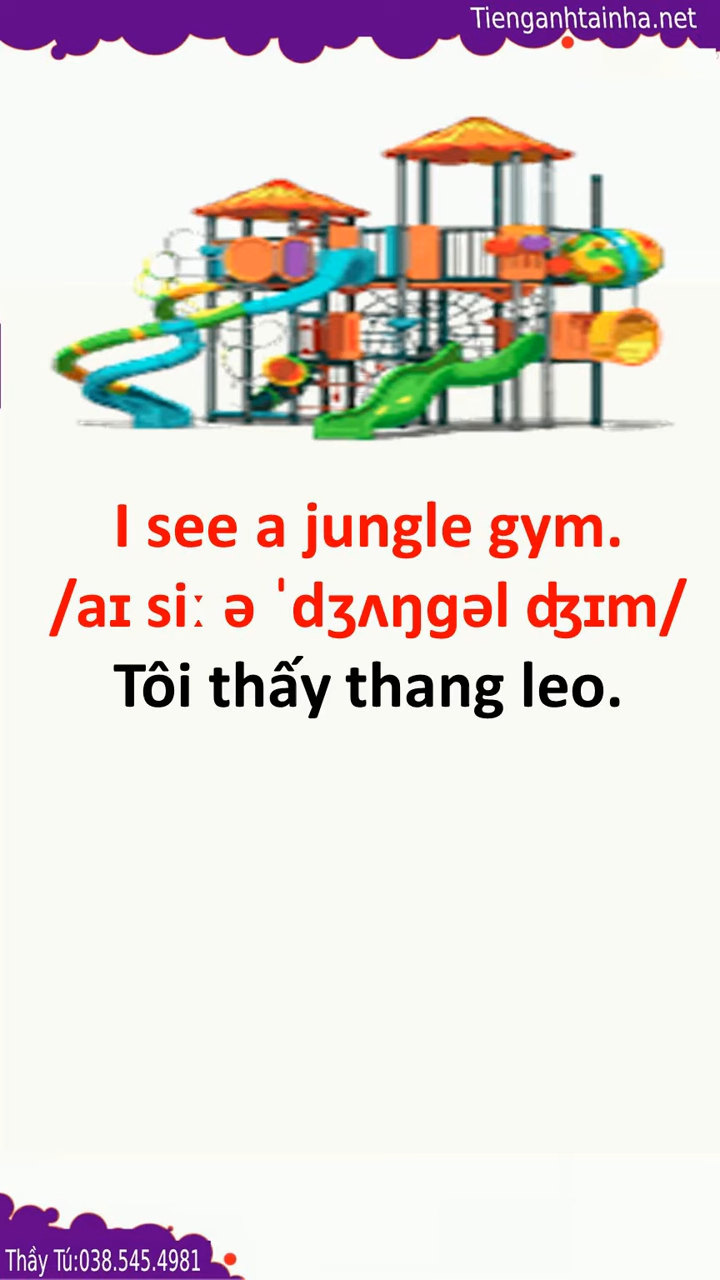 Tienganhtainha.net
I see a jungle gym.
/aɪ siː ə ˈdʒʌŋgəl ʤɪm/
Tôi thấy thang leo.
Thầy Tú:038.545.4981